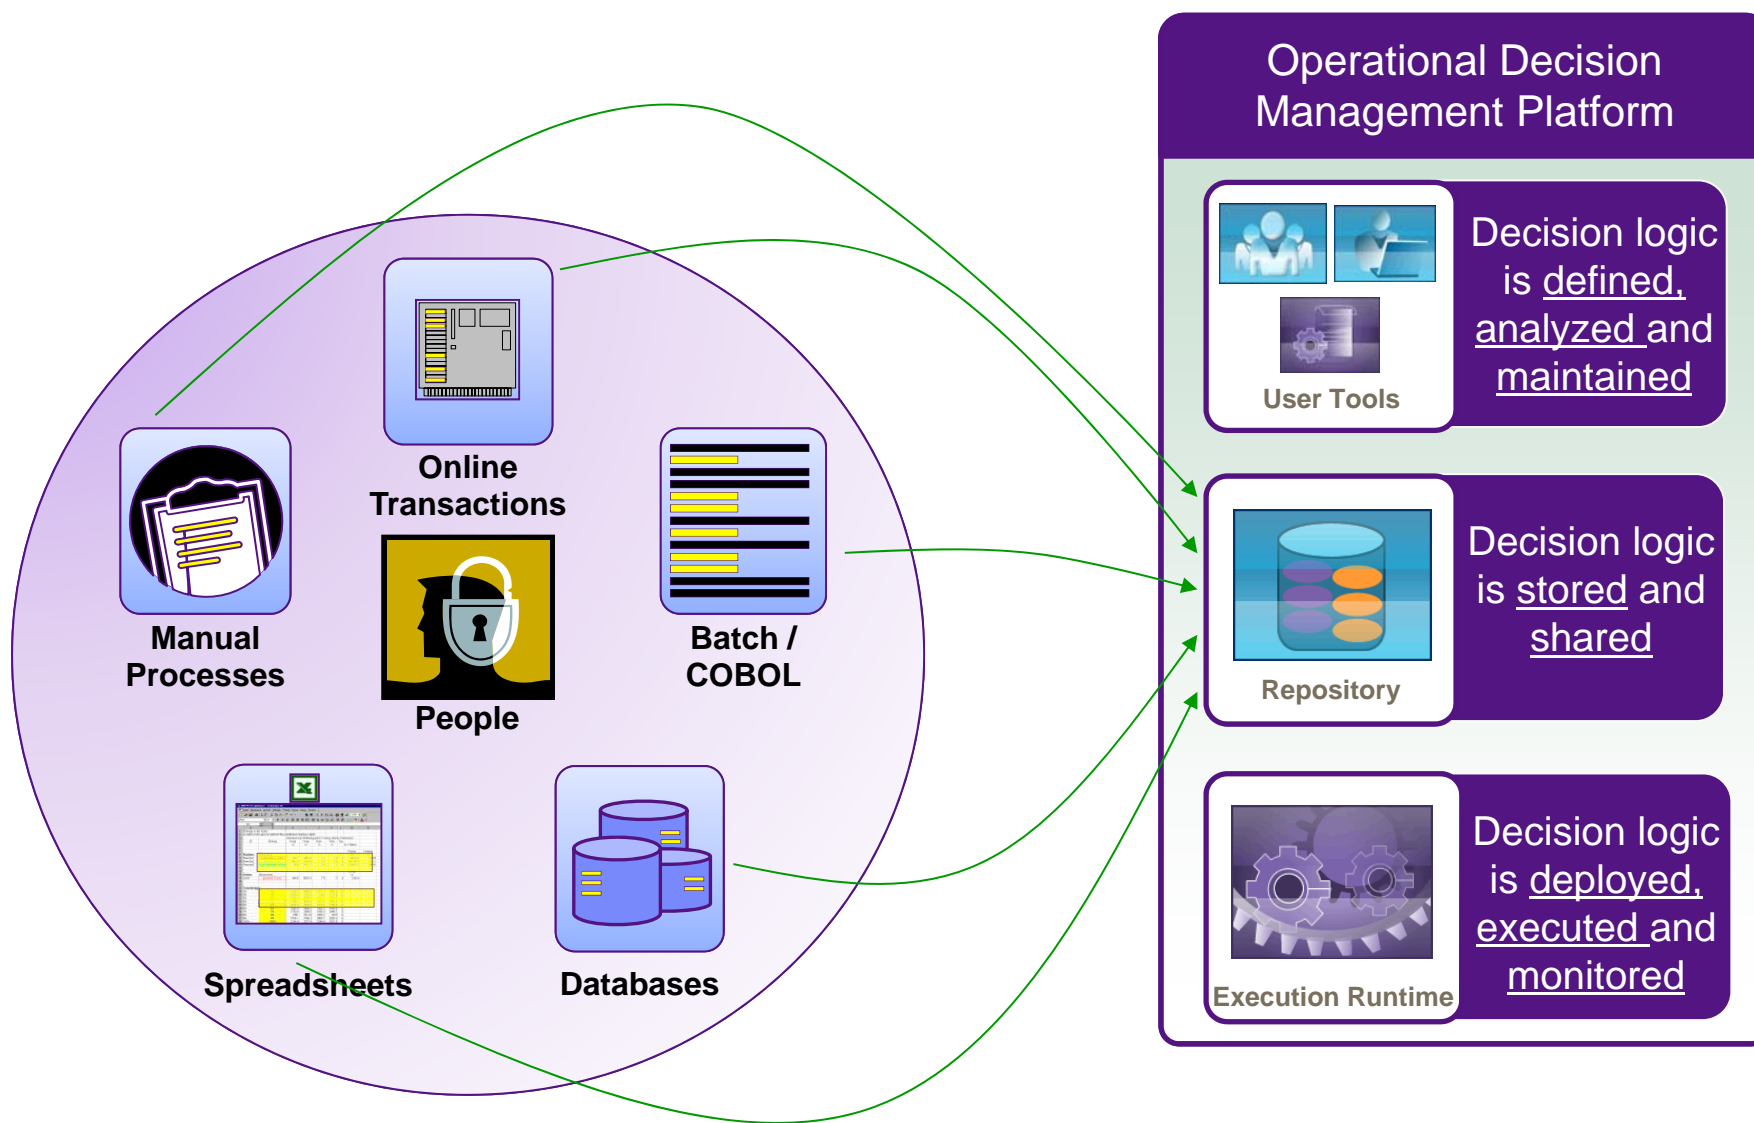 Operational Decision
Management Platform
Decision logic
is defined,
analyzed and
maintained
User Tools
Online
Transactions
Manual
Processes
People
Batch /
COBOL
Decision logic
is stored and
shared
Repository
Spreadsheets
Databases
Decision logic
is deployed,
executed and
monitored
Execution Runtime